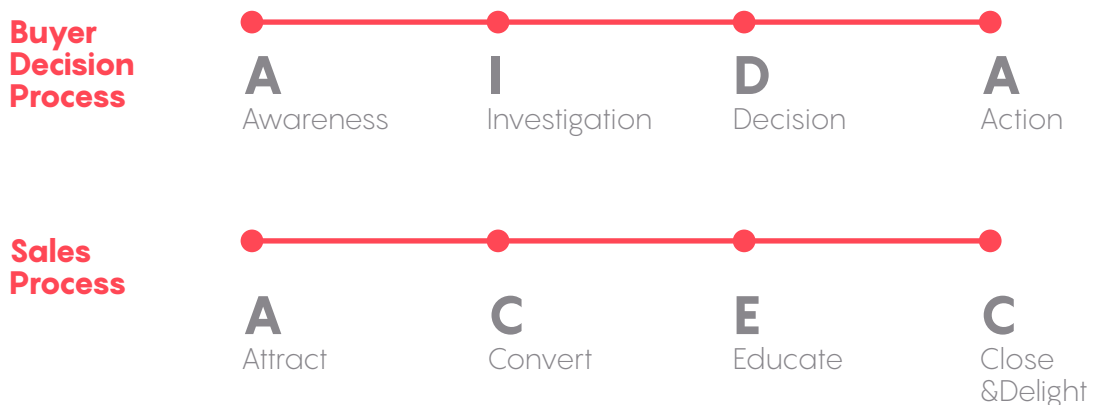 Buyer
Decision
Process
A
Awareness
I
Investigation
D
Decision
A
Action
Sales
Process
A
Attract
C
Convert
E
Educate
C
Close
&Delight